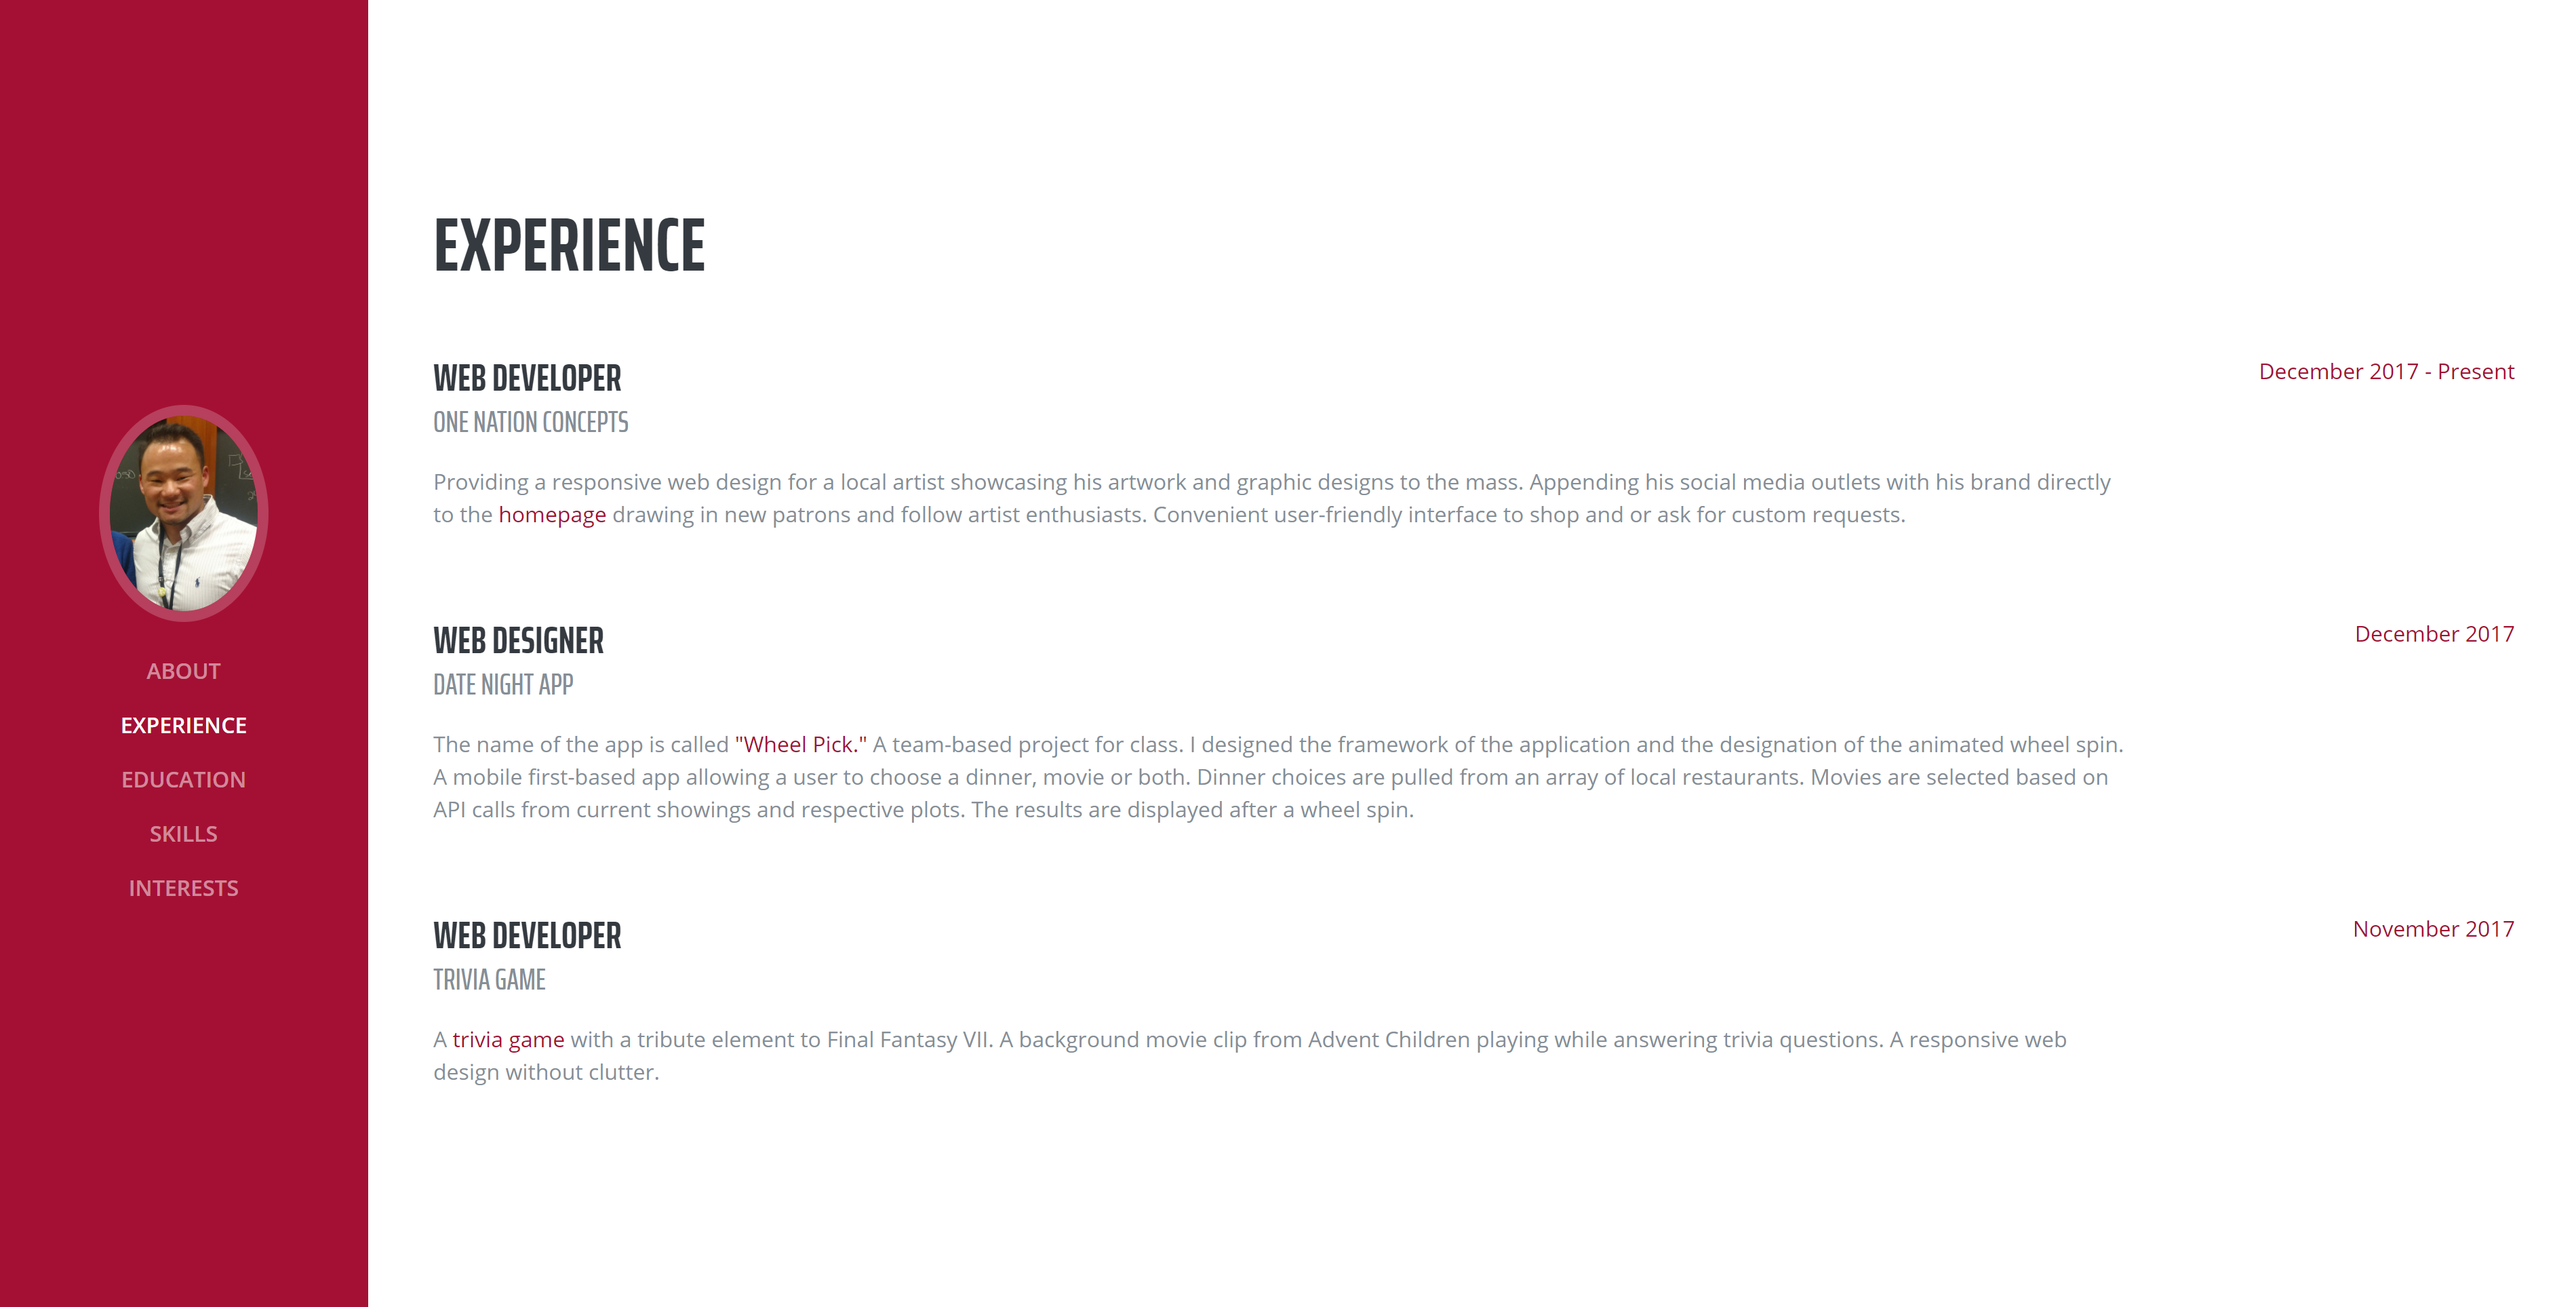 EXPERIENCE
WEB DEVELOPER
December 2017 - Present
ONE NATION CONCEPTS
Providing a responsive web design for a local artist showcasing his artwork and graphic designs to the mass. Appending his social media outlets with his brand directly
to the homepage drawing in new patrons and follow artist enthusiasts. Convenient user-friendly interface to shop and or ask for custom requests.
WEB DESIGNER
December 2017
DATE NIGHT APP
The name of the app is called "Wheel Pick." A team-based project for class. I designed the framework of the application and the designation of the animated wheel spin.
A mobile first-based app allowing a user to choose a dinner, movie or both. Dinner choices are pulled from an array of local restaurants. Movies are selected based on
API calls from current showings and respective plots. The results are displayed after a wheel spin.
WEB DEVELOPER
November 2017
TRIVIA GAME
A trivia game with a tribute element to Final Fantasy VII. A background movie clip from Advent Children playing while answering trivia questions. A responsive web
design without clutter.
ABOUT
EXPERIENCE
EDUCATION
SKILLS
INTERESTS